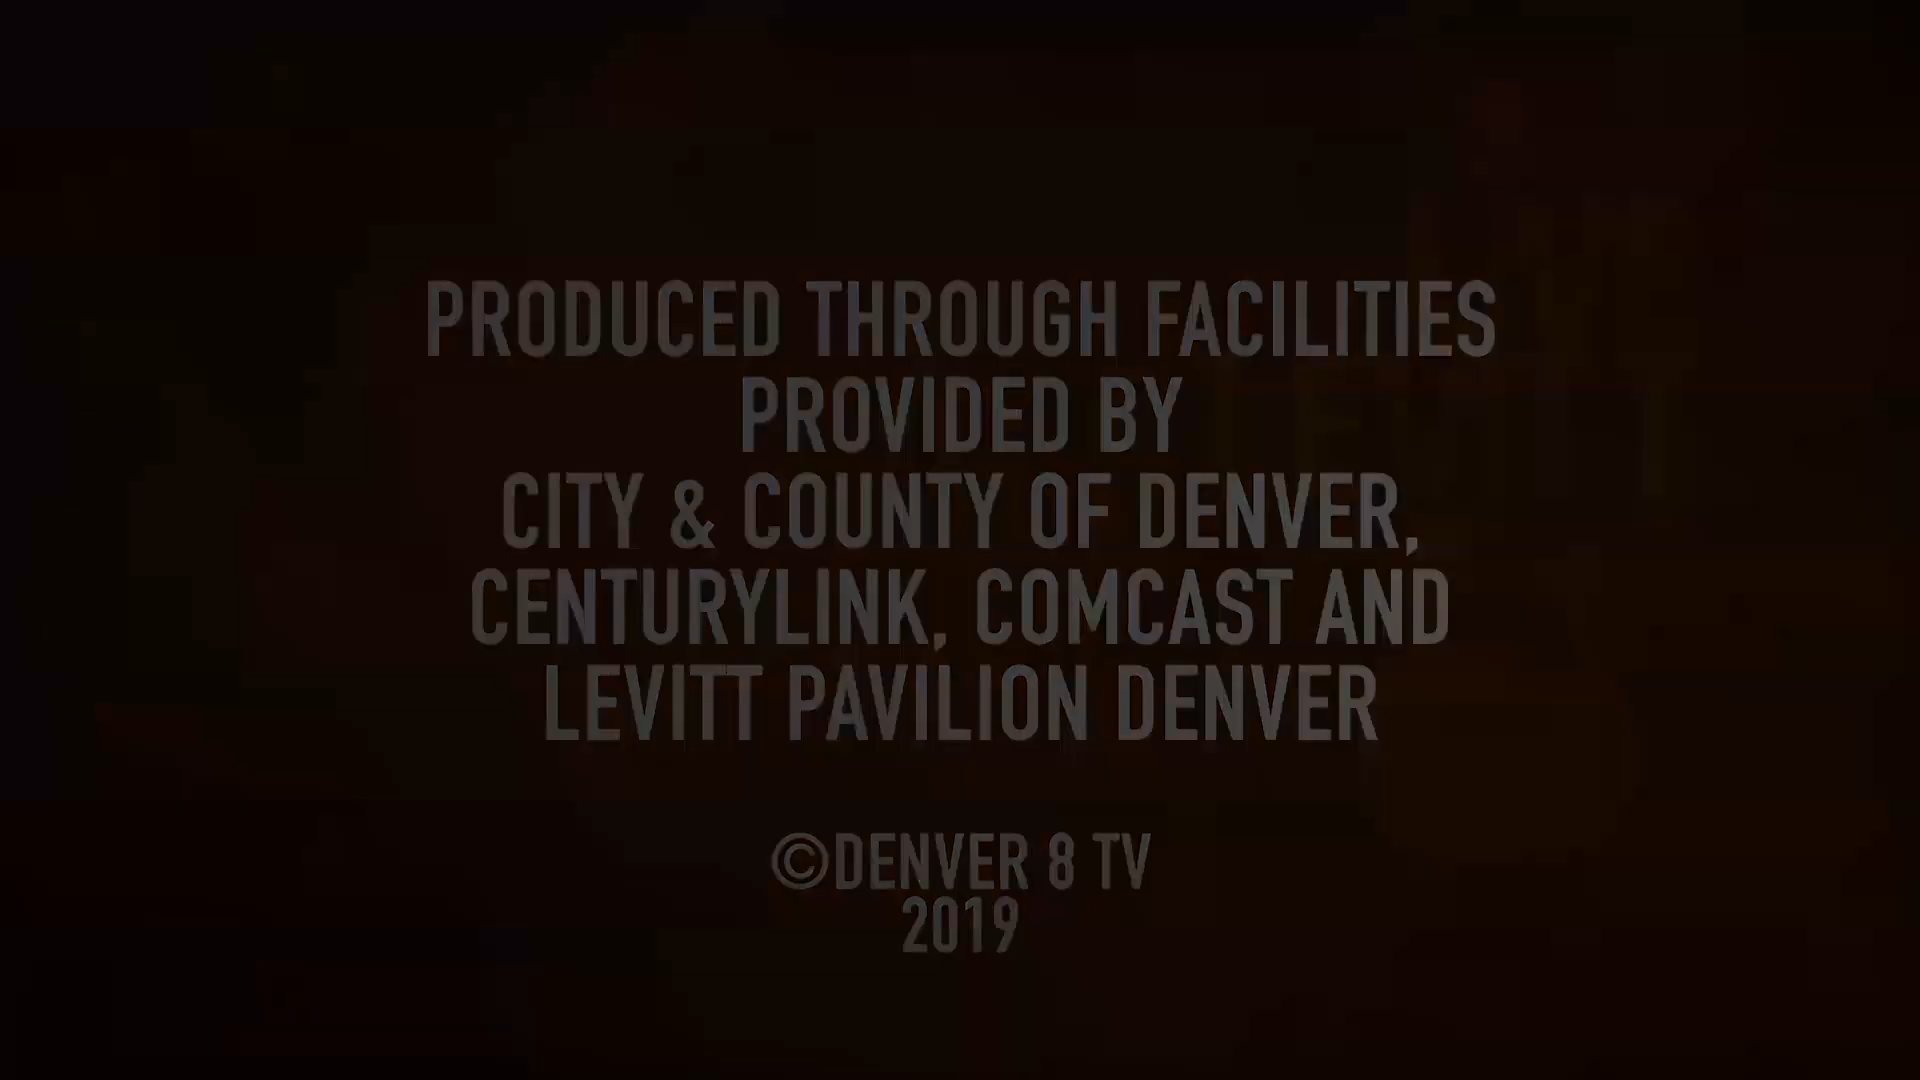 PRODUCED THROUGH FACILITIES
PROVIDED BY
CITY & COUNTY OF DENVER,
CENTURYLINK, COMCAST AND
LEVITT PAVILION DENVER
©DENVER 8 TV
2019